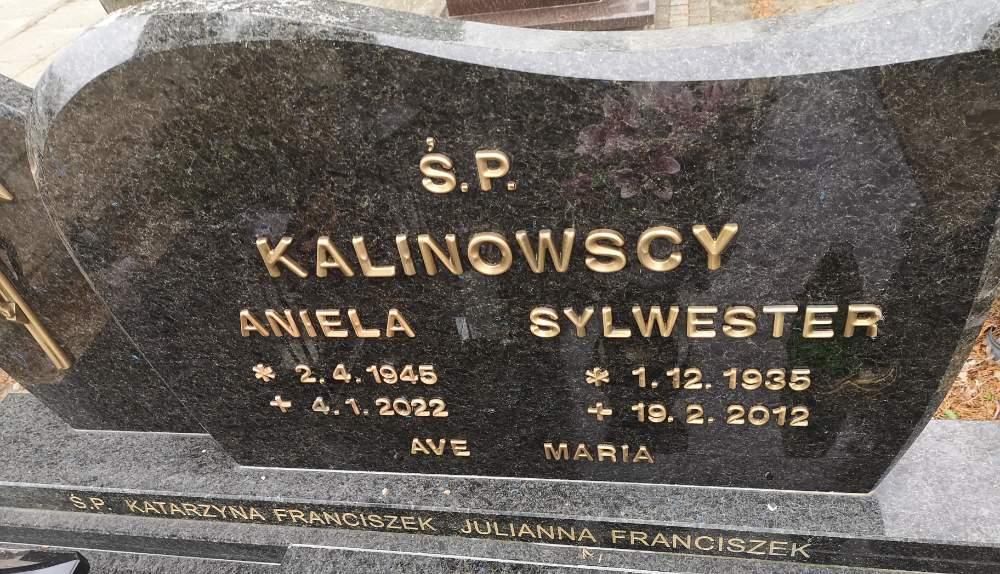 Ś.P.
KALINOWSCY
ANIELA SYLWESTER
* 2.4.1945 * 1.12.1935
+ 4.1.2022 + 19.2.2012
AVE MARIA
Ś.P. KATARZYNA FRANCISZEK JULIANNA FRANCISZEK